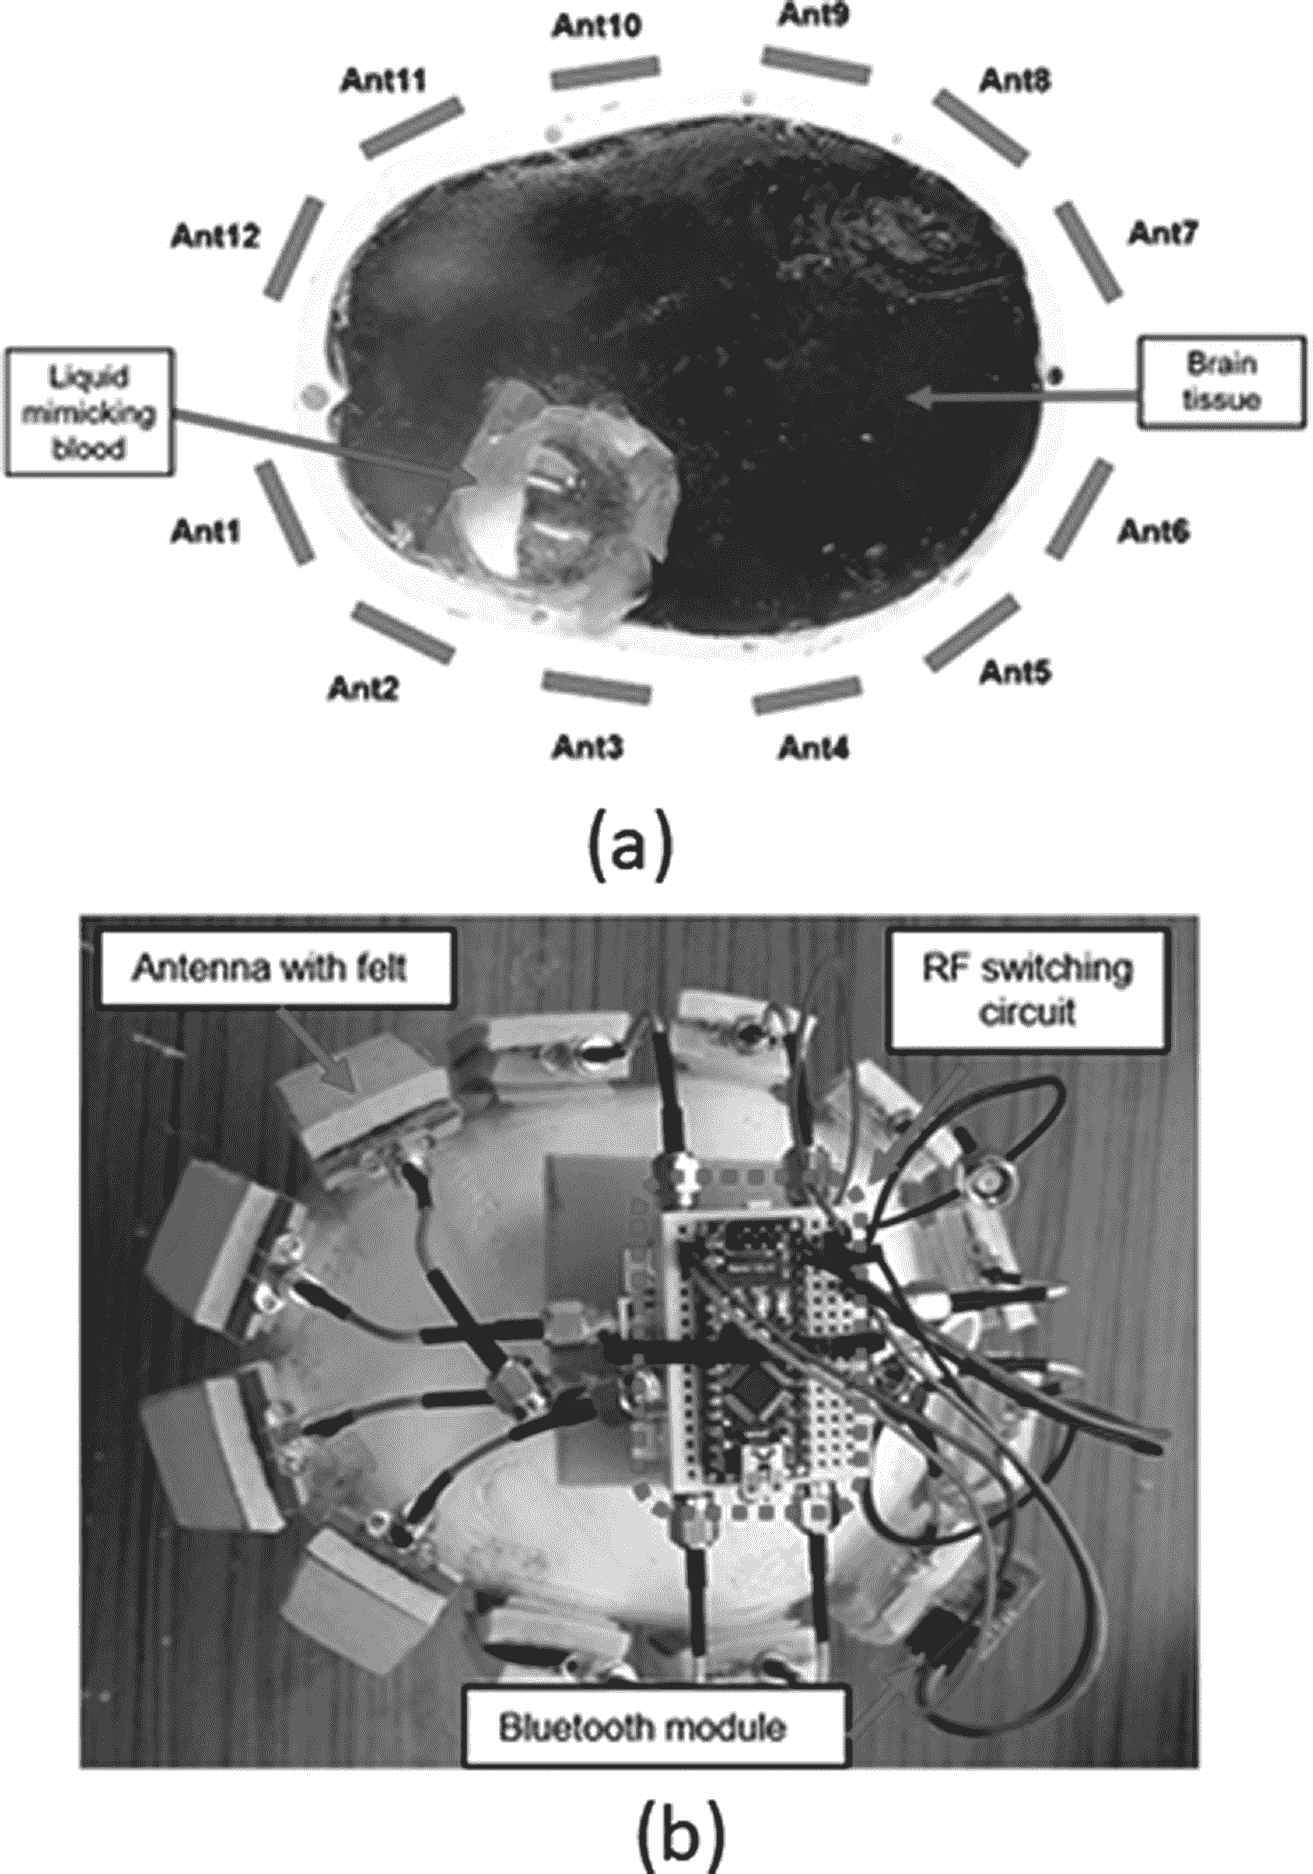 Ant9
Ant10
Ant11
Ant8
Ant12
Ant7
Liquid
mimicking
blood
Brain
tissue
Ant1
Ant6
Ant2
Ant5
Ant3
Ant4
(a)
Antenna with felt
RF switching
circuit
Bluetooth module
(b)